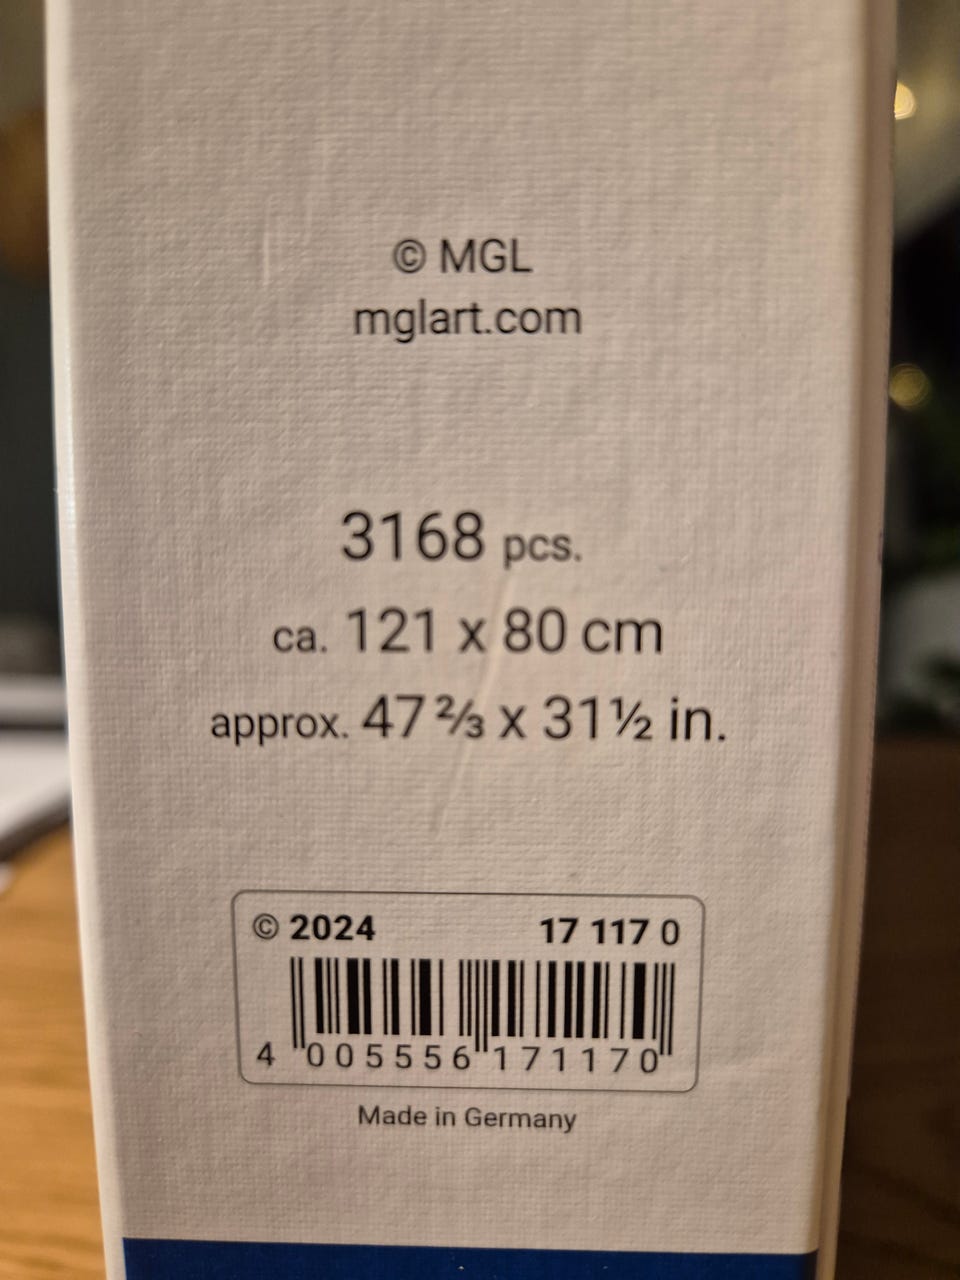 © MGL
mglart.com
3168 pcs.
ca. 121 x 80 cm
approx. 47 ⅔ x 31½ in.
© 2024 17 117 0
4 005556 171170
Made in Germany